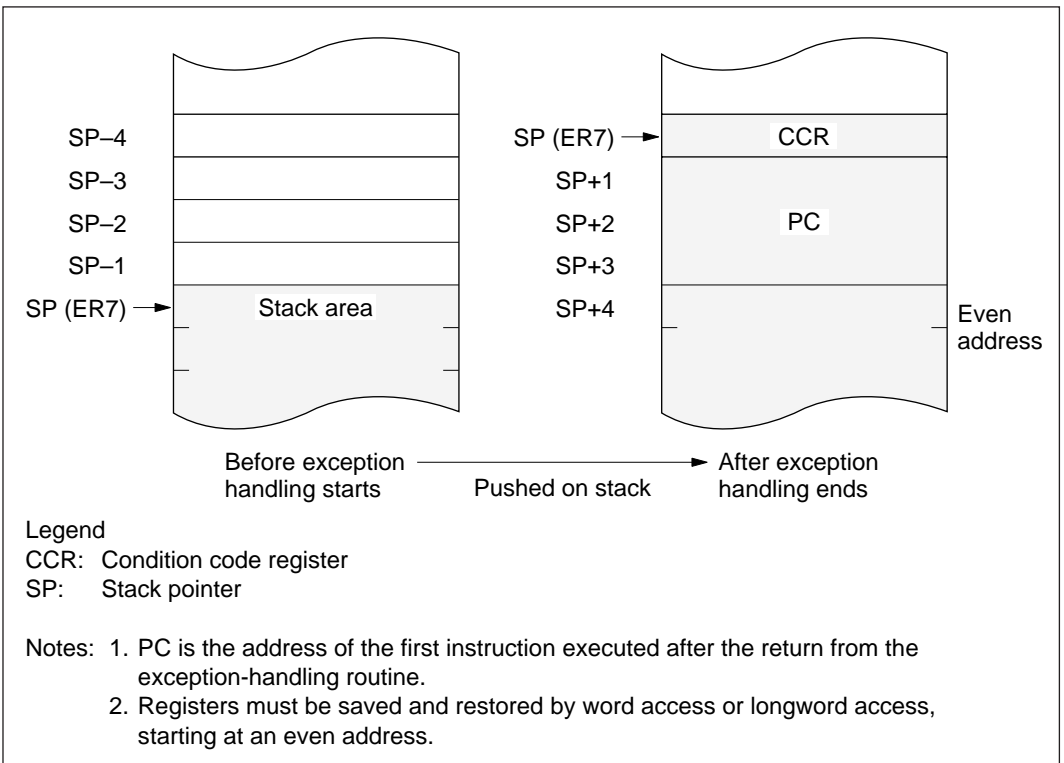 SP–4
SP–3
SP–2
SP–1
SP (ER7)
Stack area
SP (ER7)
CCR
SP+1
SP+2
PC
SP+3
SP+4
Even
address
Before exception
handling starts
Pushed on stack
After exception
handling ends
Legend
CCR: Condition code register
SP: Stack pointer
Notes: 1. PC is the address of the first instruction executed after the return from the
exception-handling routine.
2. Registers must be saved and restored by word access or longword access,
starting at an even address.